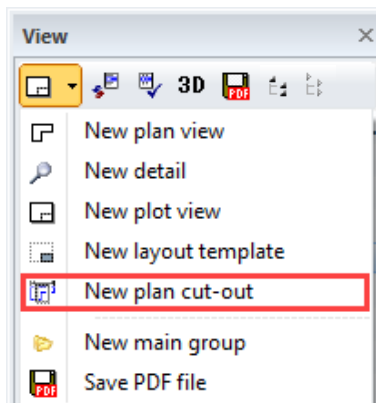 View
3D PDF
New plan view
New detail
New plot view
New layout template
New plan cut-out
New main group
PDF Save PDF file